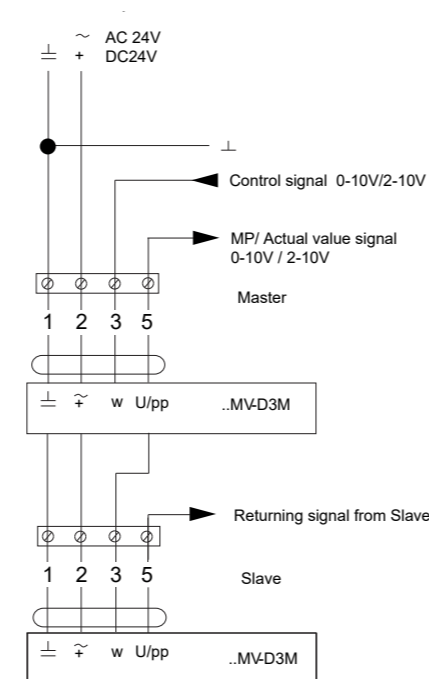 ⊥ ~ AC 24V
+ DC24V
⊥
Control signal 0-10V/2-10V
MP/ Actual value signal
0-10V / 2-10V
Master
1 2 3 5
⊥ ~ + w U/pp ..MV-D3M
Returning signal from Slave
1 2 3 5
Slave
⊥ ~ + w U/pp ..MV-D3M